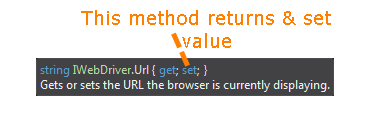 This method returns & set
value
string IWebDriver.Url { get; set; }
Gets or sets the URL the browser is currently displaying.